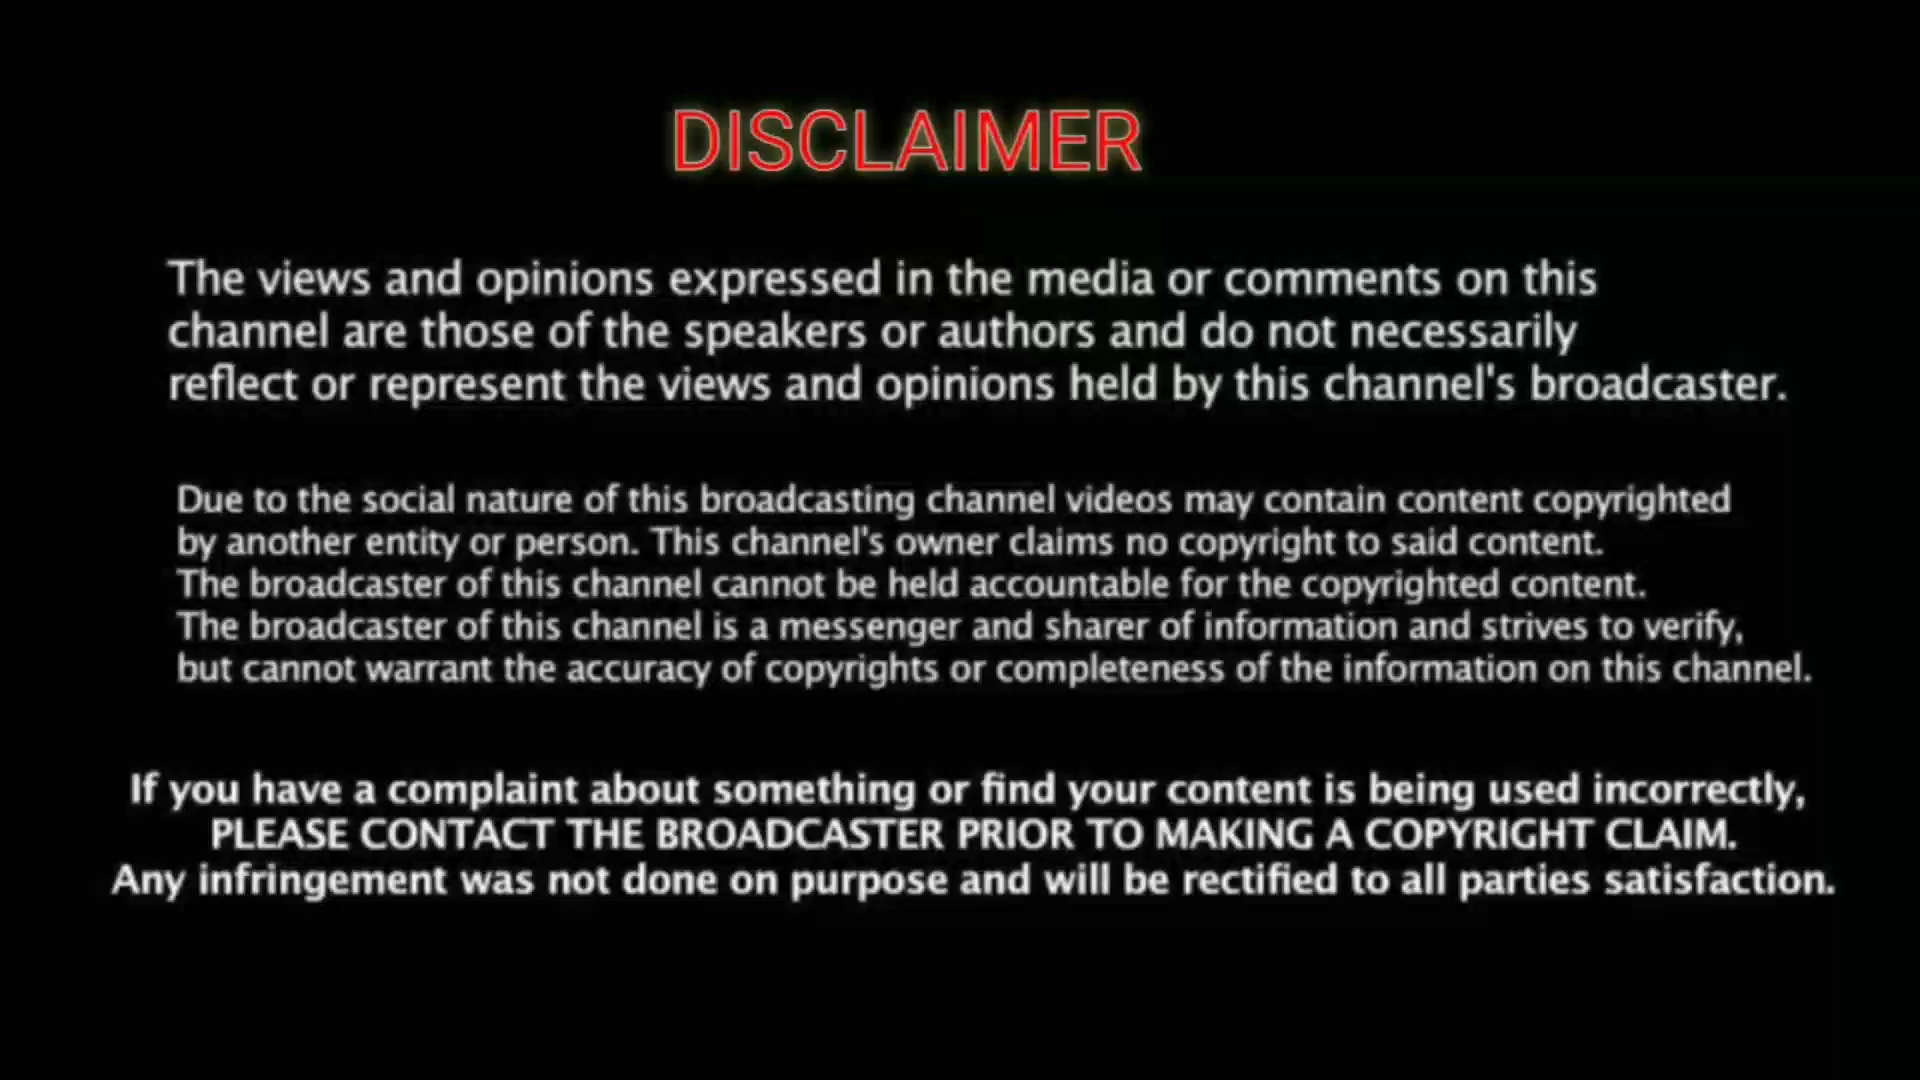 DISCLAIMER
The views and opinions expressed in the media or comments on this
channel are those of the speakers or authors and do not necessarily
reflect or represent the views and opinions held by this channel's broadcaster.
Due to the social nature of this broadcasting channel videos may contain content copyrighted
by another entity or person. This channel's owner claims no copyright to said content.
The broadcaster of this channel cannot be held accountable for the copyrighted content.
The broadcaster of this channel is a messenger and sharer of information and strives to verify,
but cannot warrant the accuracy of copyrights or completeness of the information on this channel.
If you have a complaint about something or find your content is being used incorrectly,
PLEASE CONTACT THE BROADCASTER PRIOR TO MAKING A COPYRIGHT CLAIM.
Any infringement was not done on purpose and will be rectified to all parties satisfaction.